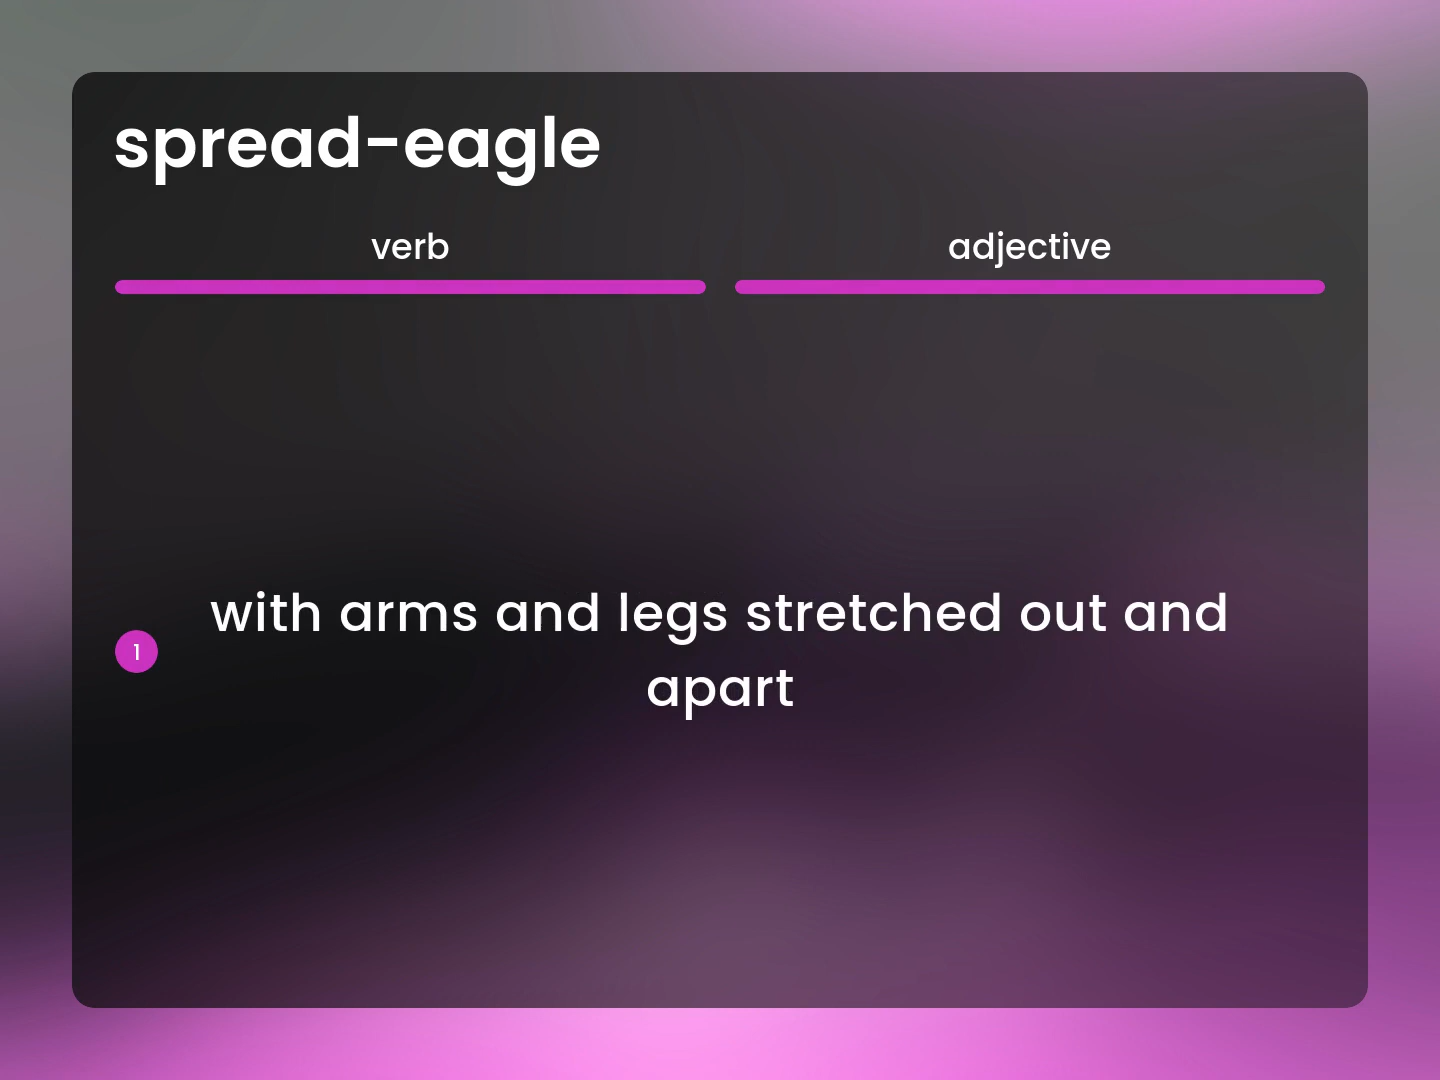 spread-eagle
verb
adjective
1
with arms and legs stretched out and
apart